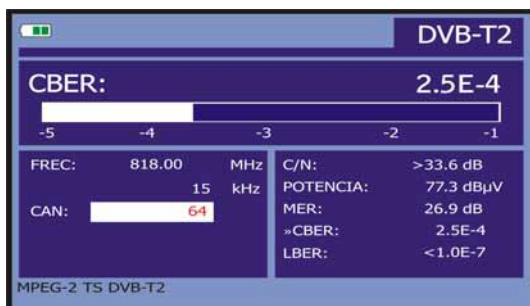 DVB-T2
CBER: 2.5E-4
-5 -4 -3 -2 -1
FREC: 818.00 MHz
15 kHz
CAN: 64
C/N: >33.6 dB
POTENCIA: 77.3 dBµV
MER: 26.9 dB
»CBER: 2.5E-4
LBER: <1.0E-7
MPEG-2 TS DVB-T2